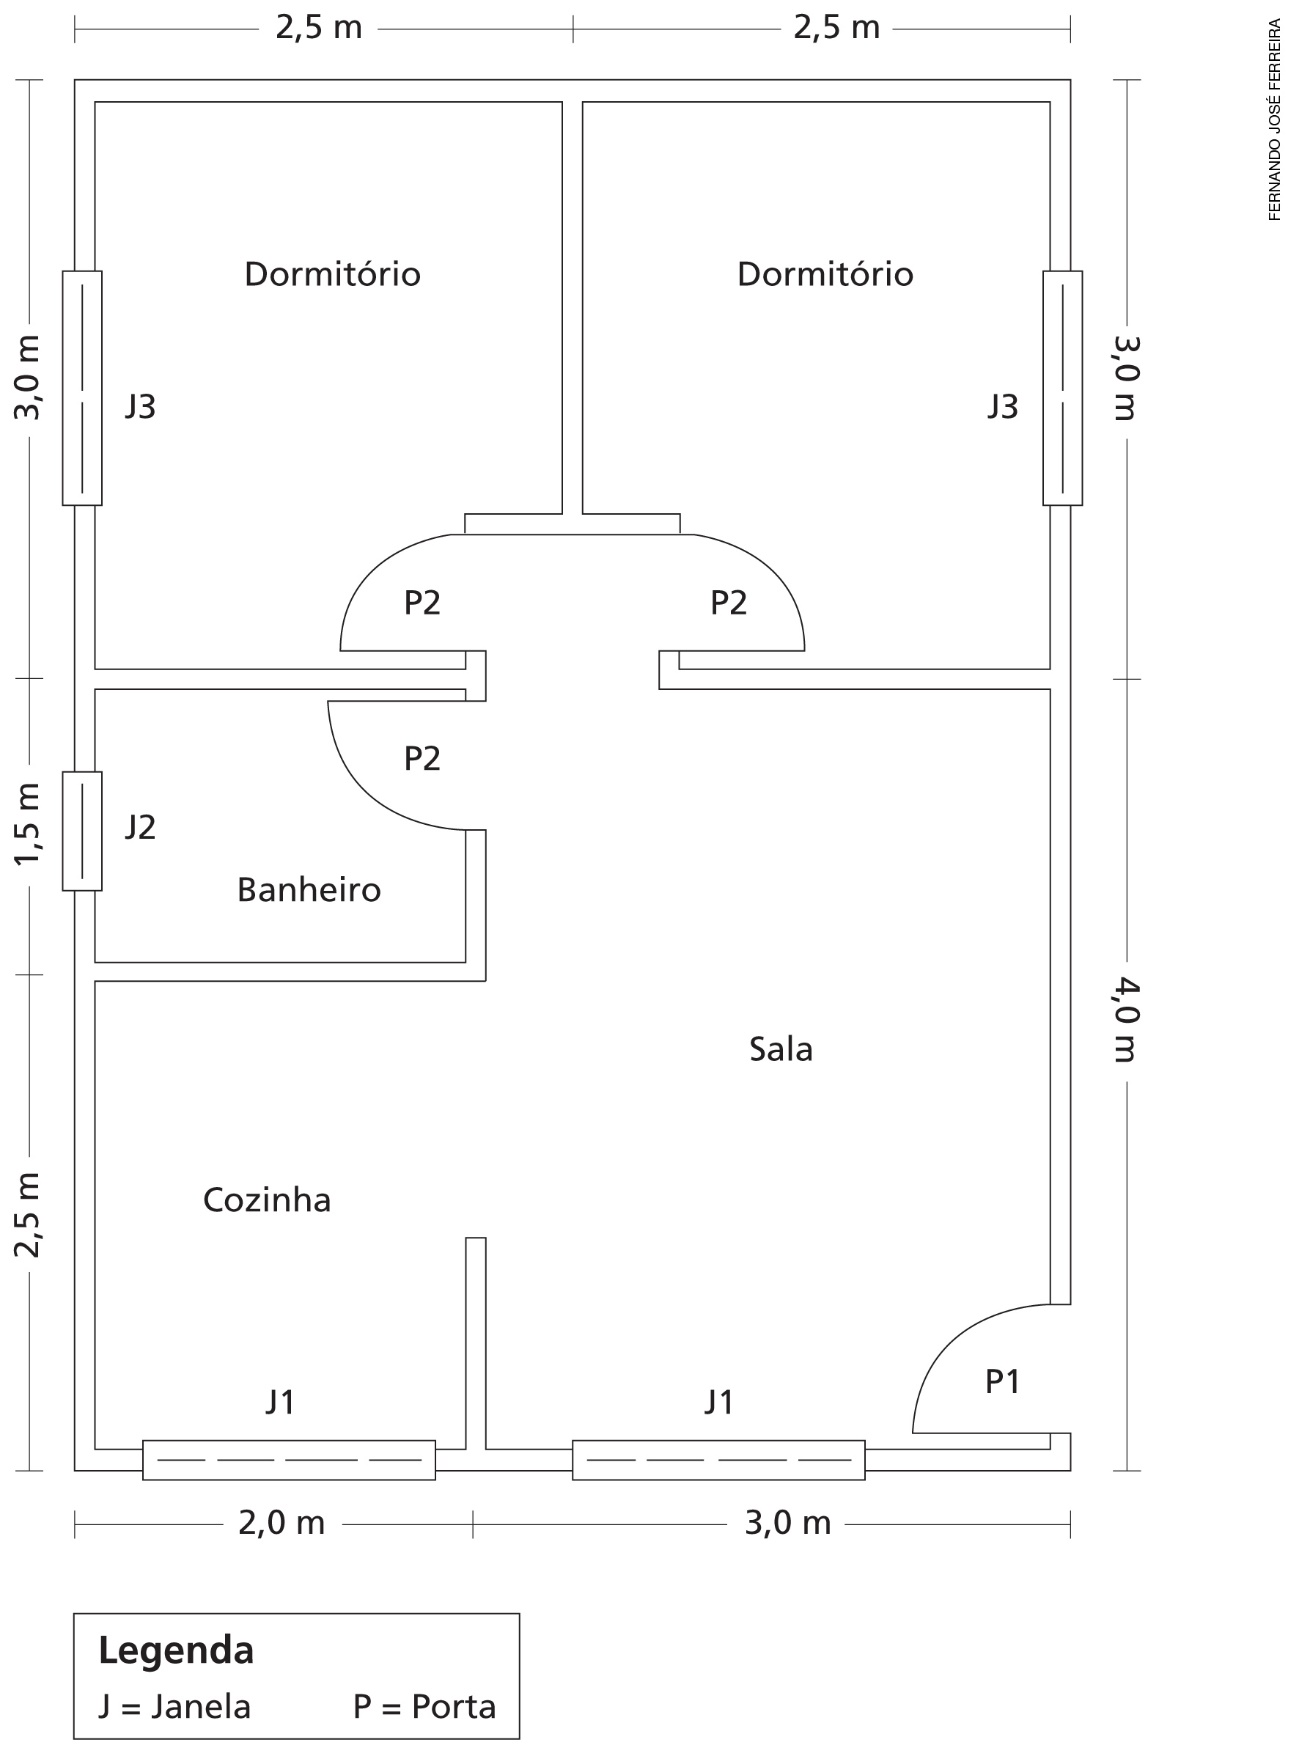 2,5 m 2,5 m
FERNANDO JOSÉ FERREIRA
Dormitório Dormitório
3,0 m 3,0 m
J3 J3
P2 P2
P2
1,5 m
J2
Banheiro
4,0 m
Sala
2,5 m
Cozinha
P1
J1 J1
2,0 m 3,0 m
Legenda
J = Janela P = Porta